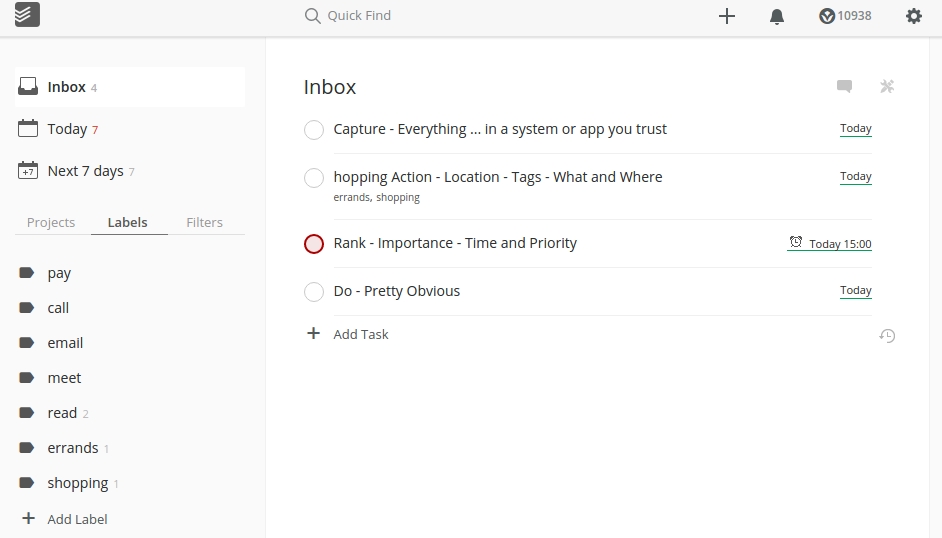 Quick Find
10938
Inbox 4
Today 7
+7 Next 7 days 7
Projects Labels Filters
pay
call
email
meet
read 2
errands 1
shopping 1
Add Label
Inbox
Capture - Everything ... in a system or app you trust Today
hopping Action - Location - Tags - What and Where Today
errands, shopping
Rank - Importance - Time and Priority Today 15:00
Do - Pretty Obvious Today
Add Task